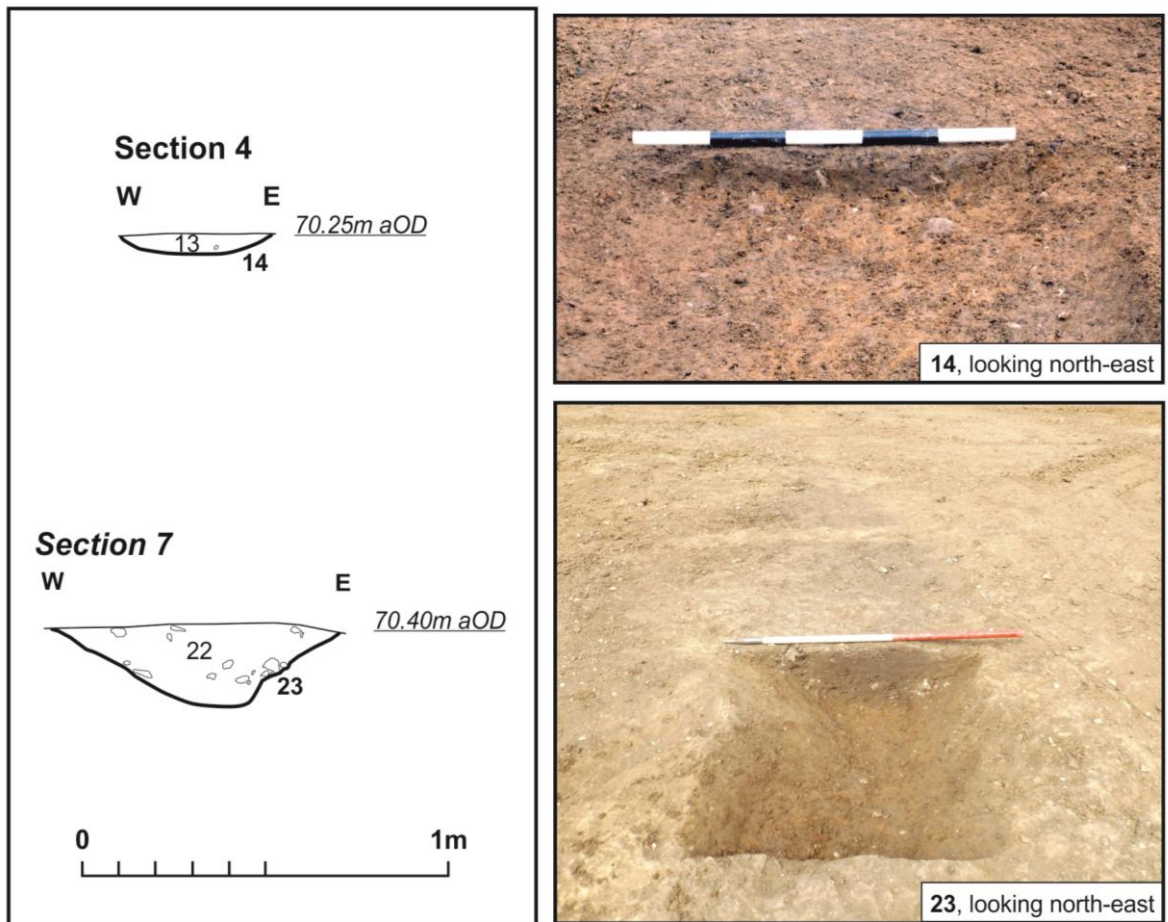 Section 4
W E
70.25m aOD
13
14
Section 7
W E
70.40m aOD
22
23
0 1m
14, looking north-east
23, looking north-east